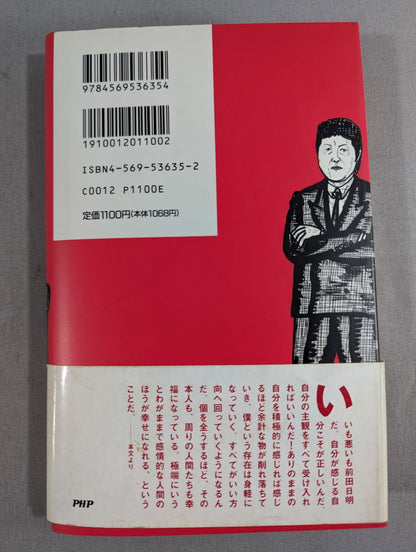 9784569536354
1910012011002
ISBN4-569-53635-2
C0012 P1100E
定価1100円(本体1068円)
いいも悪いも前田日明
だ、自分が感じる自
分こそが正しいんだ。
自分の主観をすべて受け入れ
ればいいんだ!ありのままの
自分を積極的に感じれば感じ
るほど余計な物が削れ落ちて
いき、僕という存在は身軽に
なっていく、すべてがいい方
向へ回っていくようになるん
だ。個を全うするほど、その
本人も、周りの人間たちも幸
福になっている。極端にいう
とわがままで感情的な人間の
ほうが幸せになれる、という
ことだ。 ——本文より
PHP